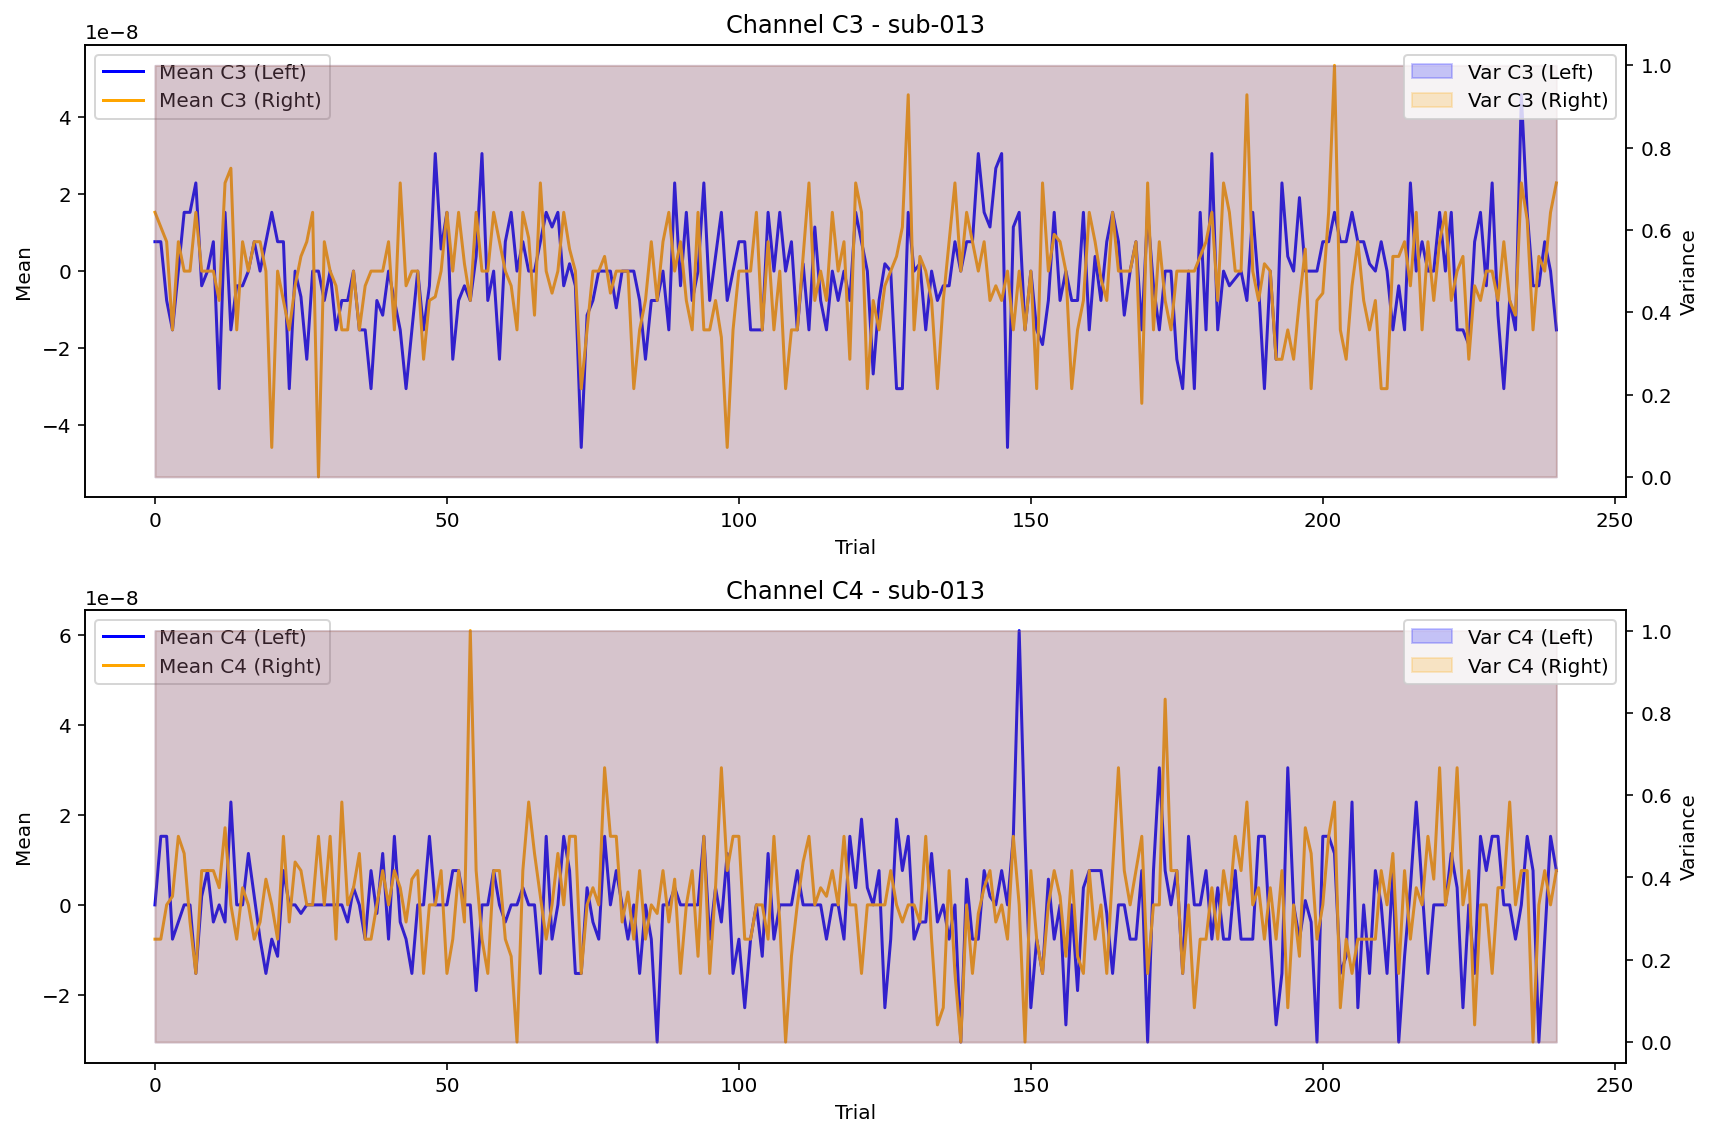 Channel C3 - sub-013
1e−8
Mean C3 (Left)
Mean C3 (Right)
Var C3 (Left)
Var C3 (Right)
4
2
0
−2
−4
Mean
1.0
0.8
0.6
0.4
0.2
0.0
Variance
0 50 100 150 200 250
Trial
Channel C4 - sub-013
1e−8
Mean C4 (Left)
Mean C4 (Right)
Var C4 (Left)
Var C4 (Right)
6
4
2
0
−2
Mean
1.0
0.8
0.6
0.4
0.2
0.0
Variance
0 50 100 150 200 250
Trial